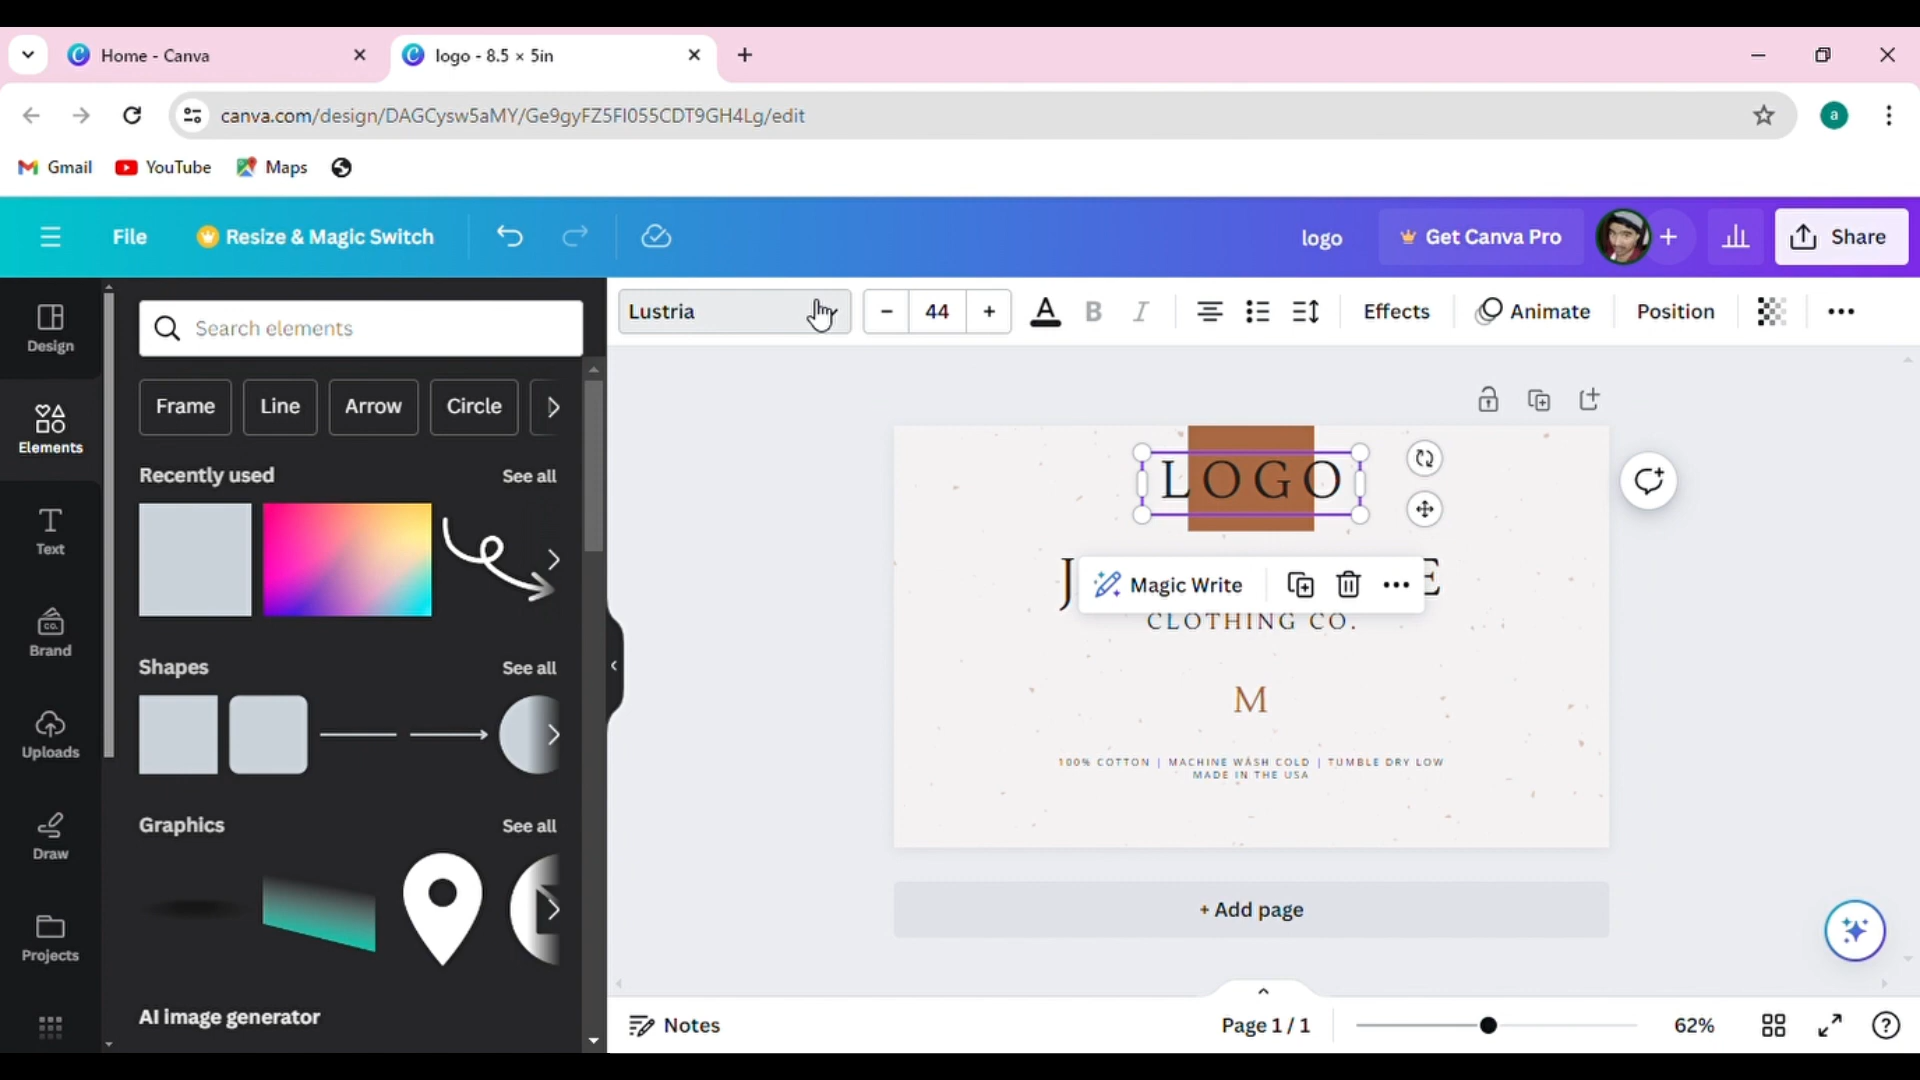 Home - Canva
logo - 8.5 × 5in
canva.com/design/DAGCysw5aMY/Ge9gyFZ5FI055CDT9GH4Lg/edit
a
Gmail
YouTube
Maps
File
Resize & Magic Switch
logo
Get Canva Pro
Share
Design
Elements
Text
CO.
Brand
Uploads
Draw
Projects
Search elements
Frame
Line
Arrow
Circle
Recently used
See all
Shapes
See all
Graphics
See all
AI image generator
Lustria
44
A
B
I
Effects
Animate
Position
LOGO
J
E
Magic Write
CLOTHING CO.
M
100% COTTON | MACHINE WASH COLD | TUMBLE DRY LOW
MADE IN THE USA
+ Add page
Notes
Page 1 / 1
62%